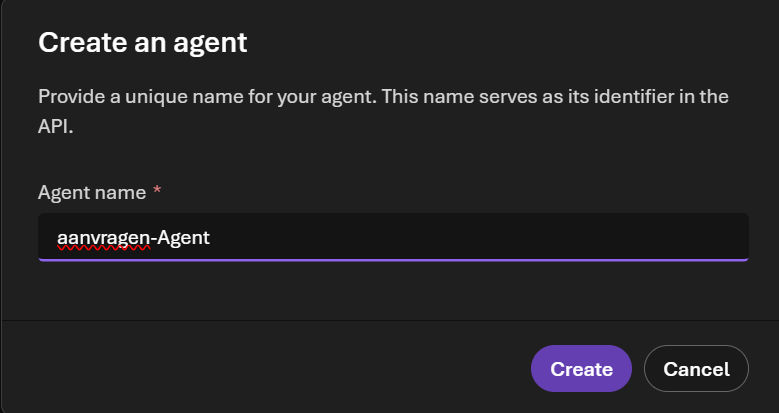 Create an agent
Provide a unique name for your agent. This name serves as its identifier in the
API.
Agent name *
aanvragen-Agent
Create
Cancel